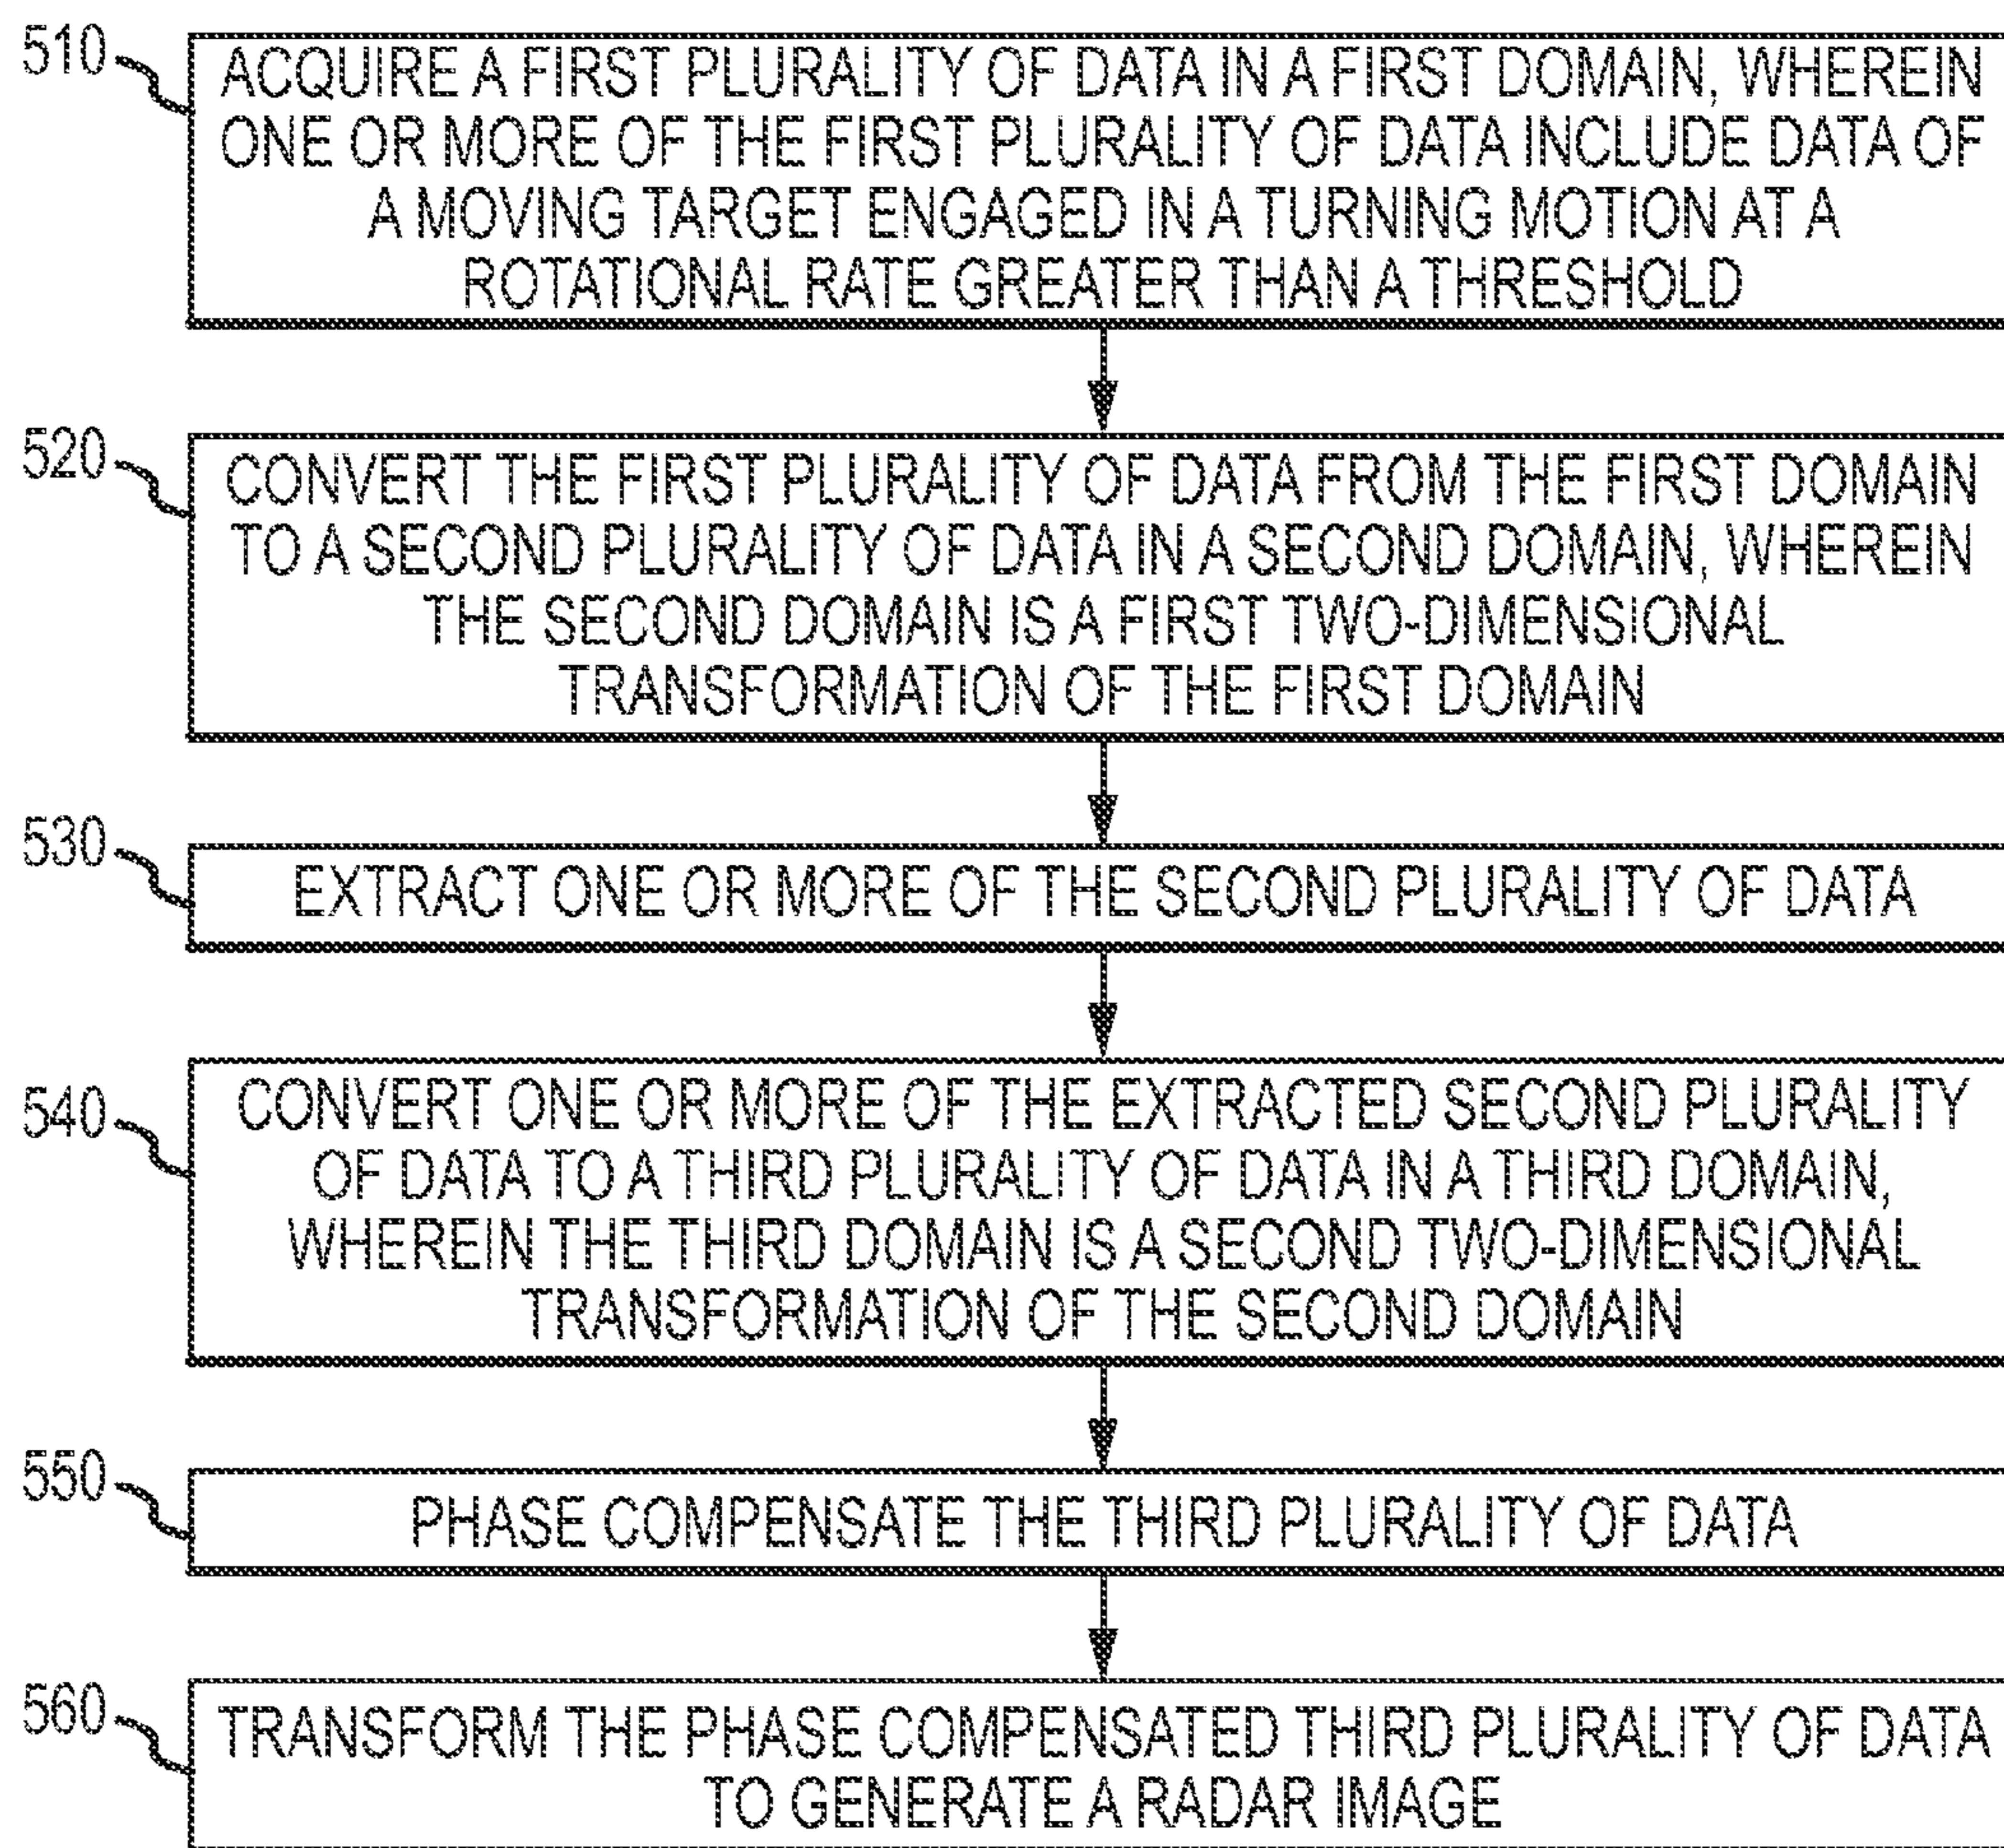 510
ACQUIRE A FIRST PLURALITY OF DATA IN A FIRST DOMAIN, WHEREIN
ONE OR MORE OF THE FIRST PLURALITY OF DATA INCLUDE DATA OF
A MOVING TARGET ENGAGED IN A TURNING MOTION AT A
ROTATIONAL RATE GREATER THAN A THRESHOLD
520
CONVERT THE FIRST PLURALITY OF DATA FROM THE FIRST DOMAIN
TO A SECOND PLURALITY OF DATA IN A SECOND DOMAIN, WHEREIN
THE SECOND DOMAIN IS A FIRST TWO-DIMENSIONAL
TRANSFORMATION OF THE FIRST DOMAIN
530
EXTRACT ONE OR MORE OF THE SECOND PLURALITY OF DATA
540
CONVERT ONE OR MORE OF THE EXTRACTED SECOND PLURALITY
OF DATA TO A THIRD PLURALITY OF DATA IN A THIRD DOMAIN,
WHEREIN THE THIRD DOMAIN IS A SECOND TWO-DIMENSIONAL
TRANSFORMATION OF THE SECOND DOMAIN
550
PHASE COMPENSATE THE THIRD PLURALITY OF DATA
560
TRANSFORM THE PHASE COMPENSATED THIRD PLURALITY OF DATA
TO GENERATE A RADAR IMAGE